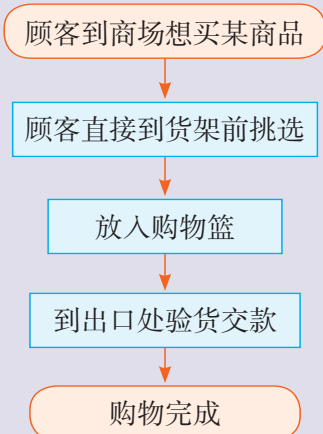 顾客到商场想买某商品
顾客直接到货架前挑选
放入购物篮
到出口处验货交款
购物完成